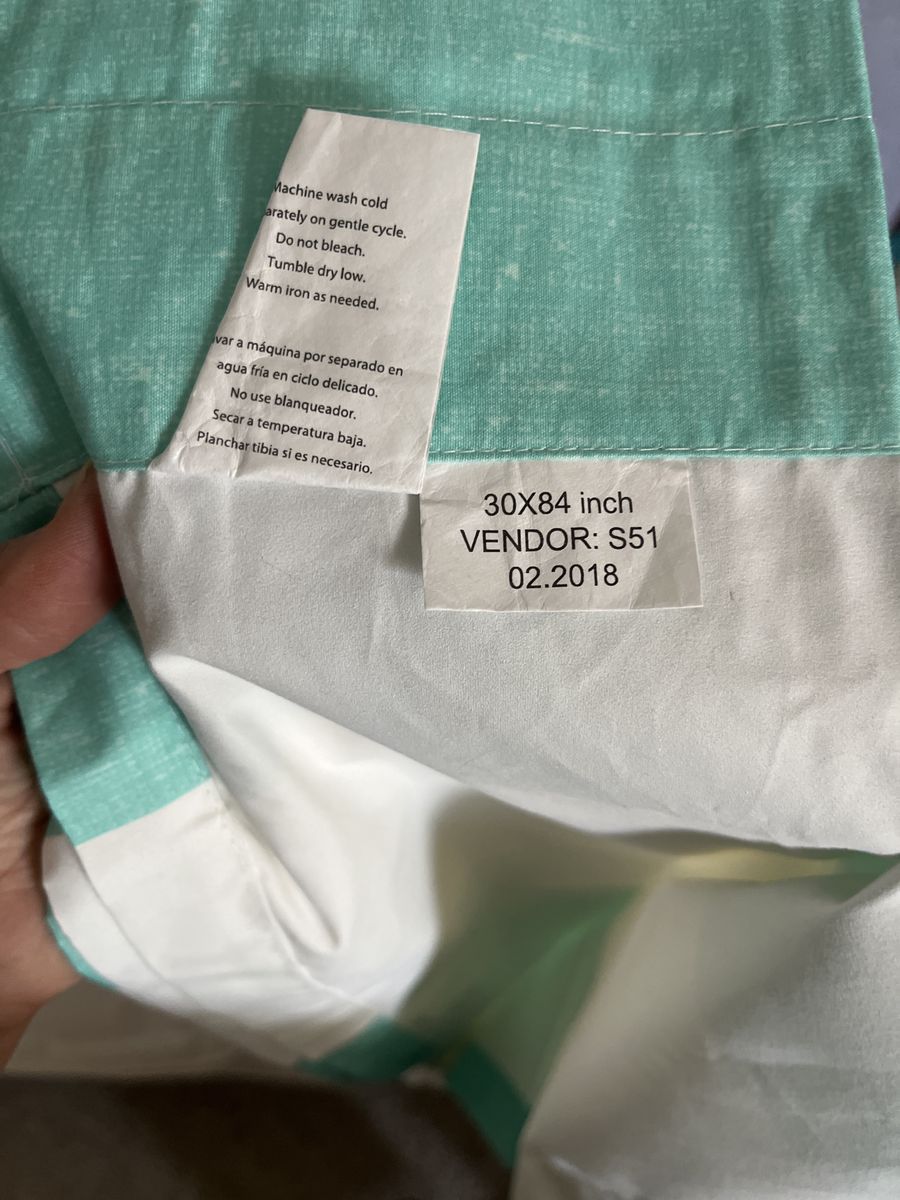 Machine wash cold
arately on gentle cycle.
Do not bleach.
Tumble dry low.
Warm iron as needed.
var a máquina por separado en
agua fría en ciclo delicado.
No use blanqueador.
Secar a temperatura baja.
Planchar tibia si es necesario.
30X84 inch
VENDOR: S51
02.2018